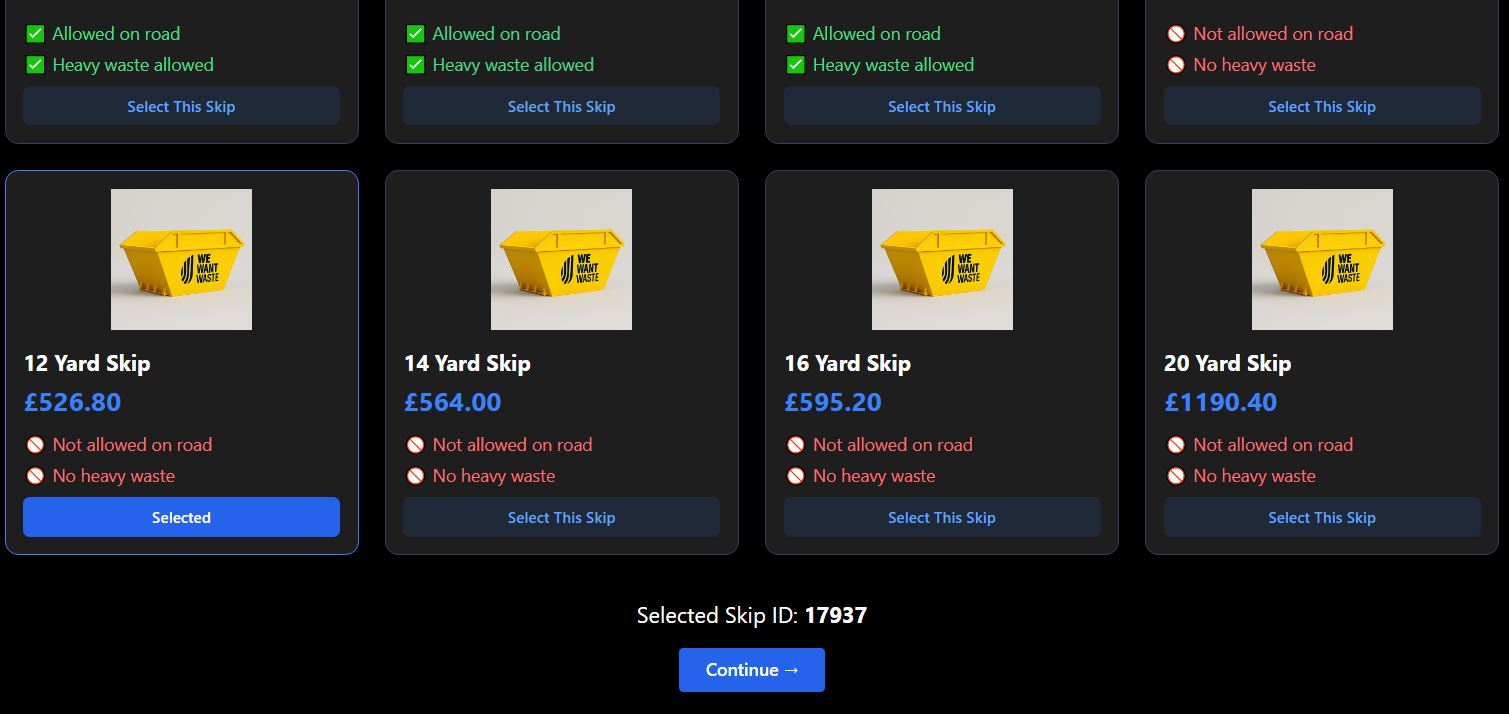 Allowed on road
Allowed on road
Allowed on road
Not allowed on road
Heavy waste allowed
Heavy waste allowed
Heavy waste allowed
No heavy waste
Select This Skip
Select This Skip
Select This Skip
Select This Skip
WE
WANT
WASTE
WE
WANT
WASTE
WE
WANT
WASTE
WE
WANT
WASTE
12 Yard Skip
14 Yard Skip
16 Yard Skip
20 Yard Skip
£526.80
£564.00
£595.20
£1190.40
Not allowed on road
Not allowed on road
Not allowed on road
Not allowed on road
No heavy waste
No heavy waste
No heavy waste
No heavy waste
Selected
Select This Skip
Select This Skip
Select This Skip
Selected Skip ID: 17937
Continue →